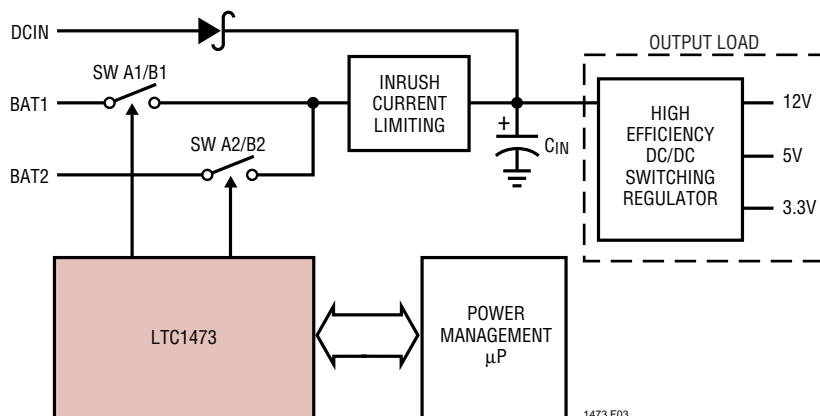 DCIN
SW A1/B1
BAT1
SW A2/B2
BAT2
INRUSH
CURRENT
LIMITING
+
CIN
OUTPUT LOAD
HIGH
EFFICIENCY
DC/DC
SWITCHING
REGULATOR
12V
5V
3.3V
LTC1473
POWER
MANAGEMENT
µP
1473 F03